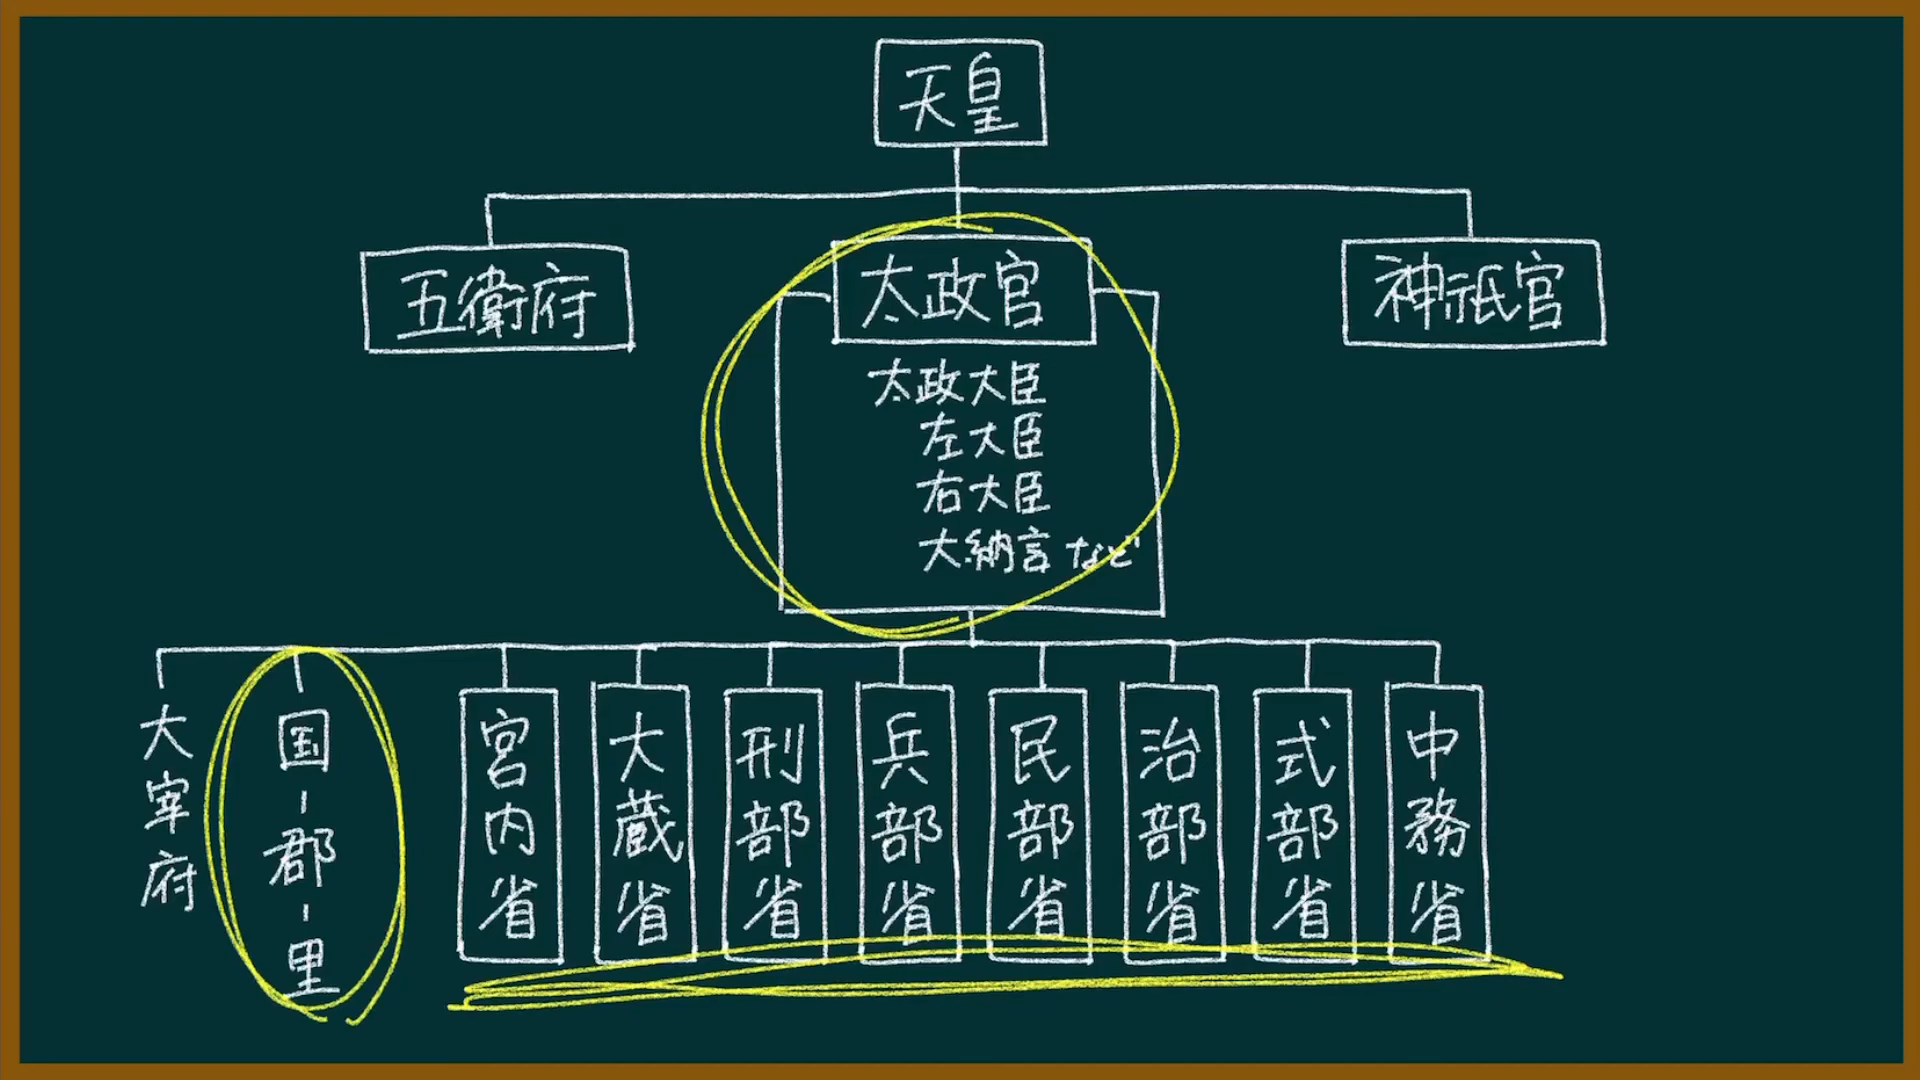 天皇
五衛府
太政官
神祇官
太政大臣
左大臣
右大臣
大納言など
大宰府
国-郡-里
宮内省
大蔵省
刑部省
兵部省
民部省
治部省
式部省
中務省